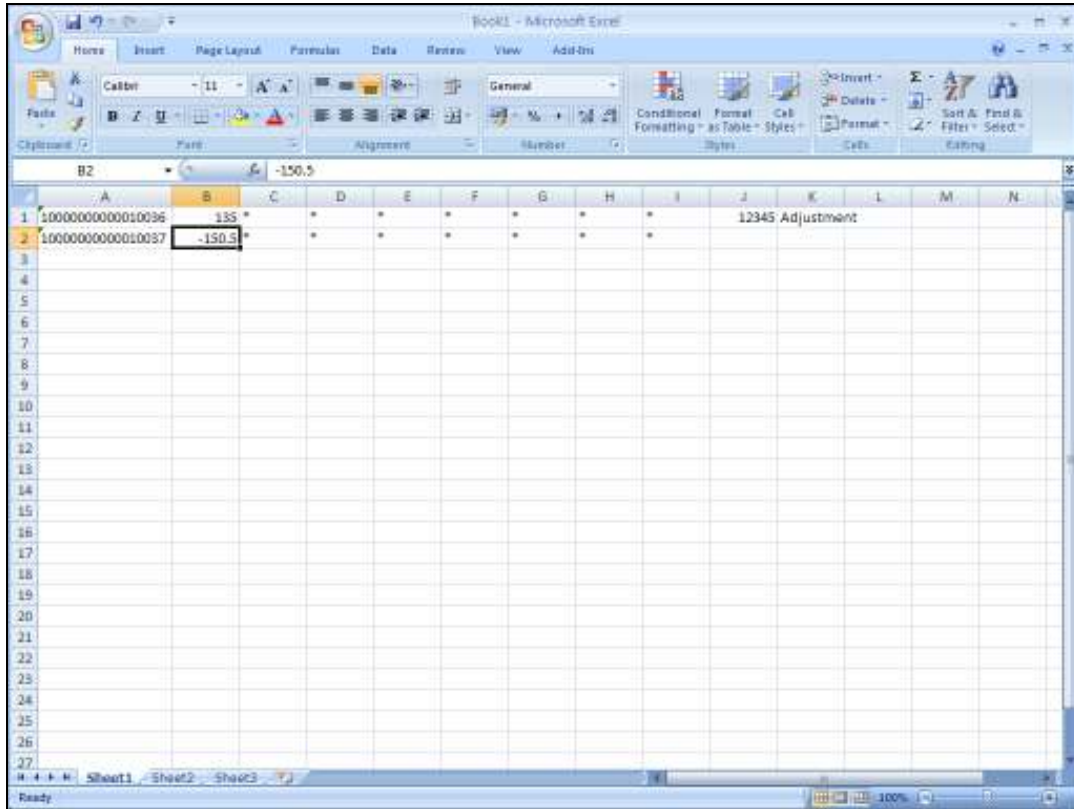 Book1 - Microsoft Excel
Home Insert Page Layout Formulas Data Review View Add-Ins
Paste
Calibri 11 A A
B I U A
General
% ,
Conditional Formatting Format as Table Cell Styles
Insert
Delete
Format
Σ
Sort & Filter Find & Select
Clipboard Font Alignment Number Styles Cells Editing
B2 fx -150.5
A B C D E F G H I J K L M N
1 10000000000010036 135 * * * * * * * 12345 Adjustment
2 10000000000010037 -150.5 * * * * * * *
3
4
5
6
7
8
9
10
11
12
13
14
15
16
17
18
19
20
21
22
23
24
25
26
27
Sheet1 Sheet2 Sheet3
Ready 100%